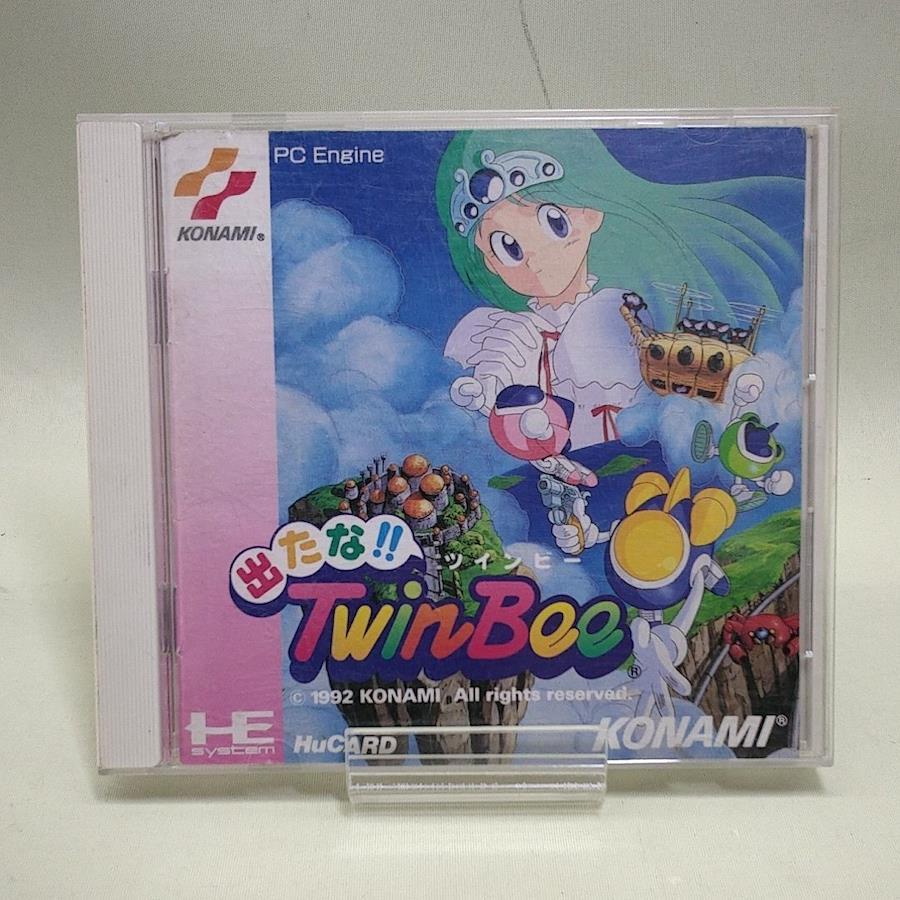 PC Engine
KONAMI®
出たな!!
ツインビー
TwinBee®
© 1992 KONAMI All rights reserved.
HE system
HuCARD
KONAMI®